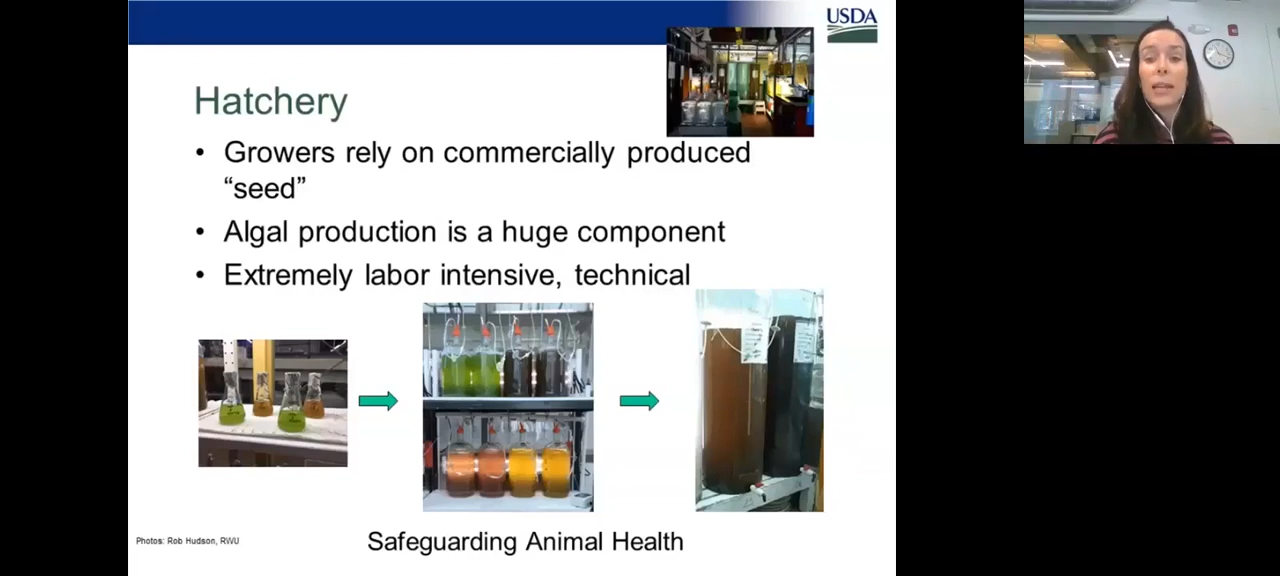 USDA
Hatchery
• Growers rely on commercially produced
“seed”
• Algal production is a huge component
• Extremely labor intensive, technical
Photos: Rob Hudson, RWU
Safeguarding Animal Health